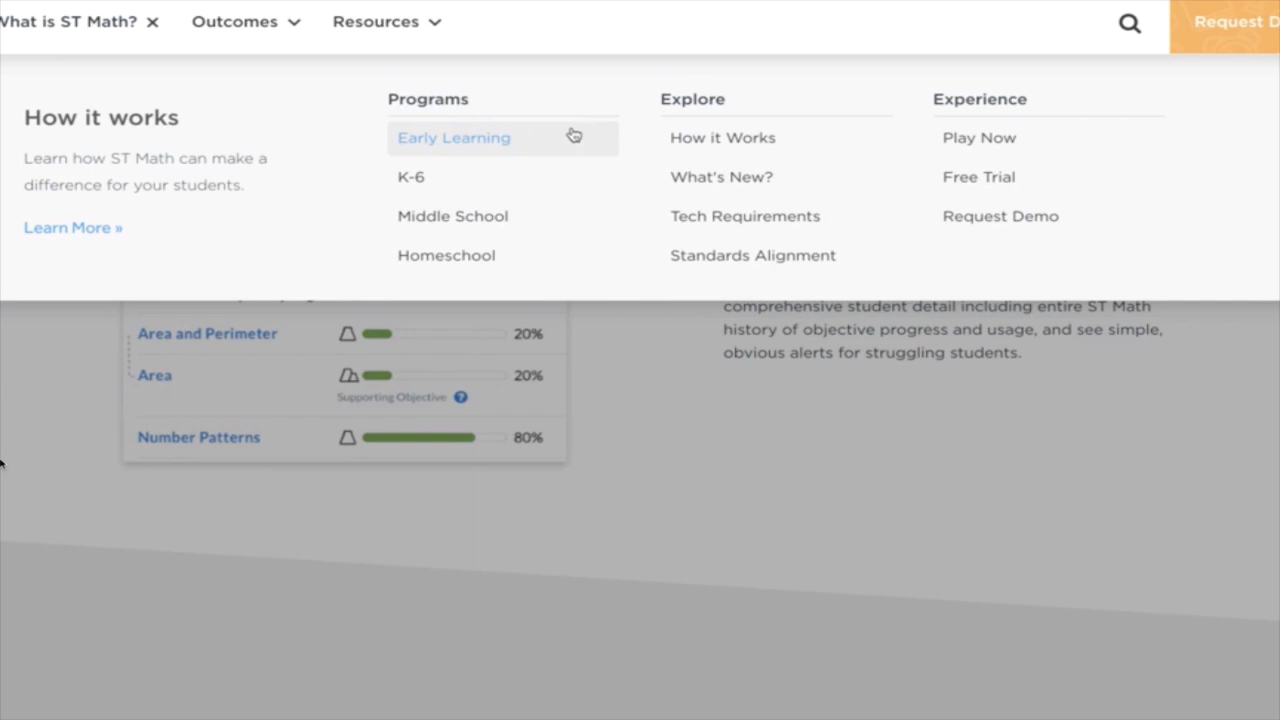 What is ST Math?
Outcomes
Resources
Request D
How it works
Learn how ST Math can make a
difference for your students.
Learn More »
Programs
Early Learning
K-6
Middle School
Homeschool
Explore
How it Works
What's New?
Tech Requirements
Standards Alignment
Experience
Play Now
Free Trial
Request Demo
Area and Perimeter 20%
Area 20%
Supporting Objective ?
Number Patterns 80%
comprehensive student detail including entire ST Math
history of objective progress and usage, and see simple,
obvious alerts for struggling students.